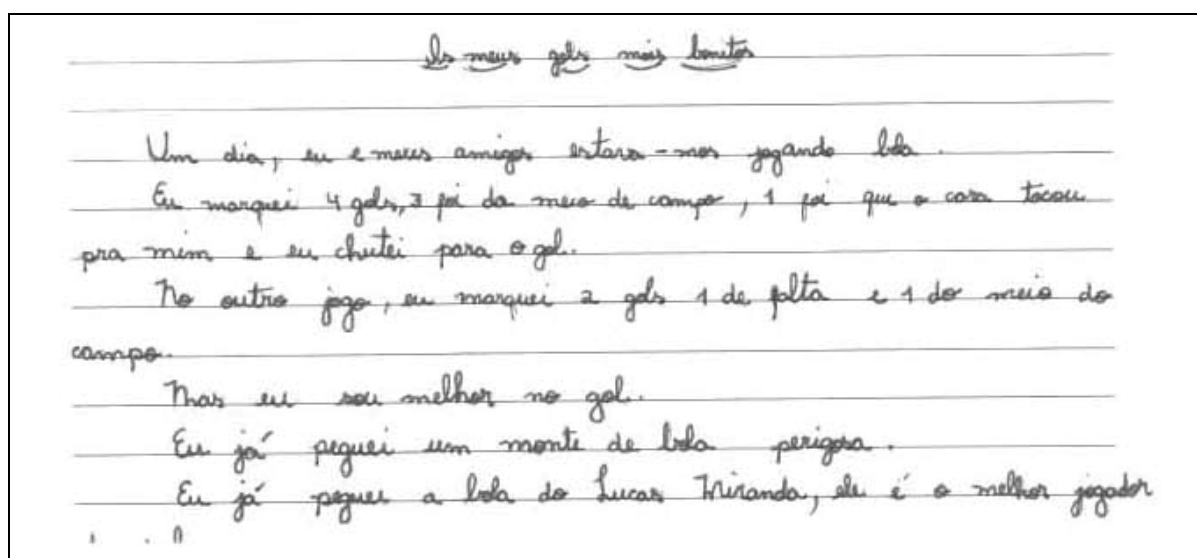 Os meus gols mais bonitos
Um dia, eu e meus amigos estava-mos jogando bola.
Eu marquei 4 gols, 3 foi da meio de campo, 1 foi que o cara tocou
pra mim e eu chutei para o gol.
No outro jogo, eu marquei 2 gols 1 de falta e 1 do meio do
campo.
Mas eu sou melhor no gol.
Eu já peguei um monte de bola perigosa.
Eu já peguei a bola do Lucas Miranda, ele é o melhor jogador